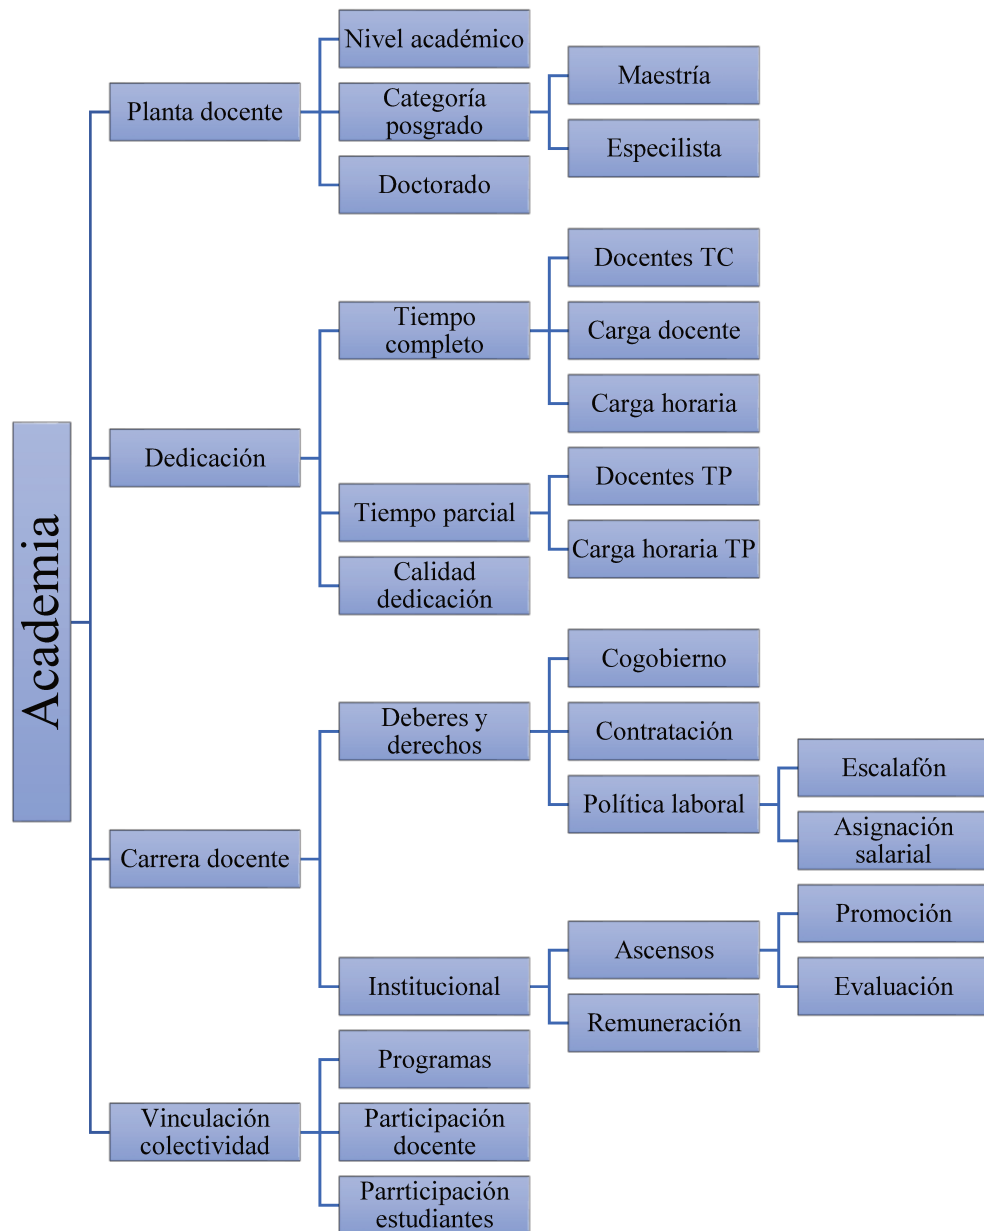 Academia
Planta docente
Nivel académico
Categoría
posgrado
Maestría
Especilista
Doctorado
Dedicación
Tiempo
completo
Docentes TC
Carga docente
Carga horaria
Tiempo parcial
Docentes TP
Carga horaria TP
Calidad
dedicación
Carrera docente
Deberes y
derechos
Cogobierno
Contratación
Política laboral
Escalafón
Asignación
salarial
Institucional
Ascensos
Promoción
Evaluación
Remuneración
Vinculación
colectividad
Programas
Participación
docente
Parrticipación
estudiantes